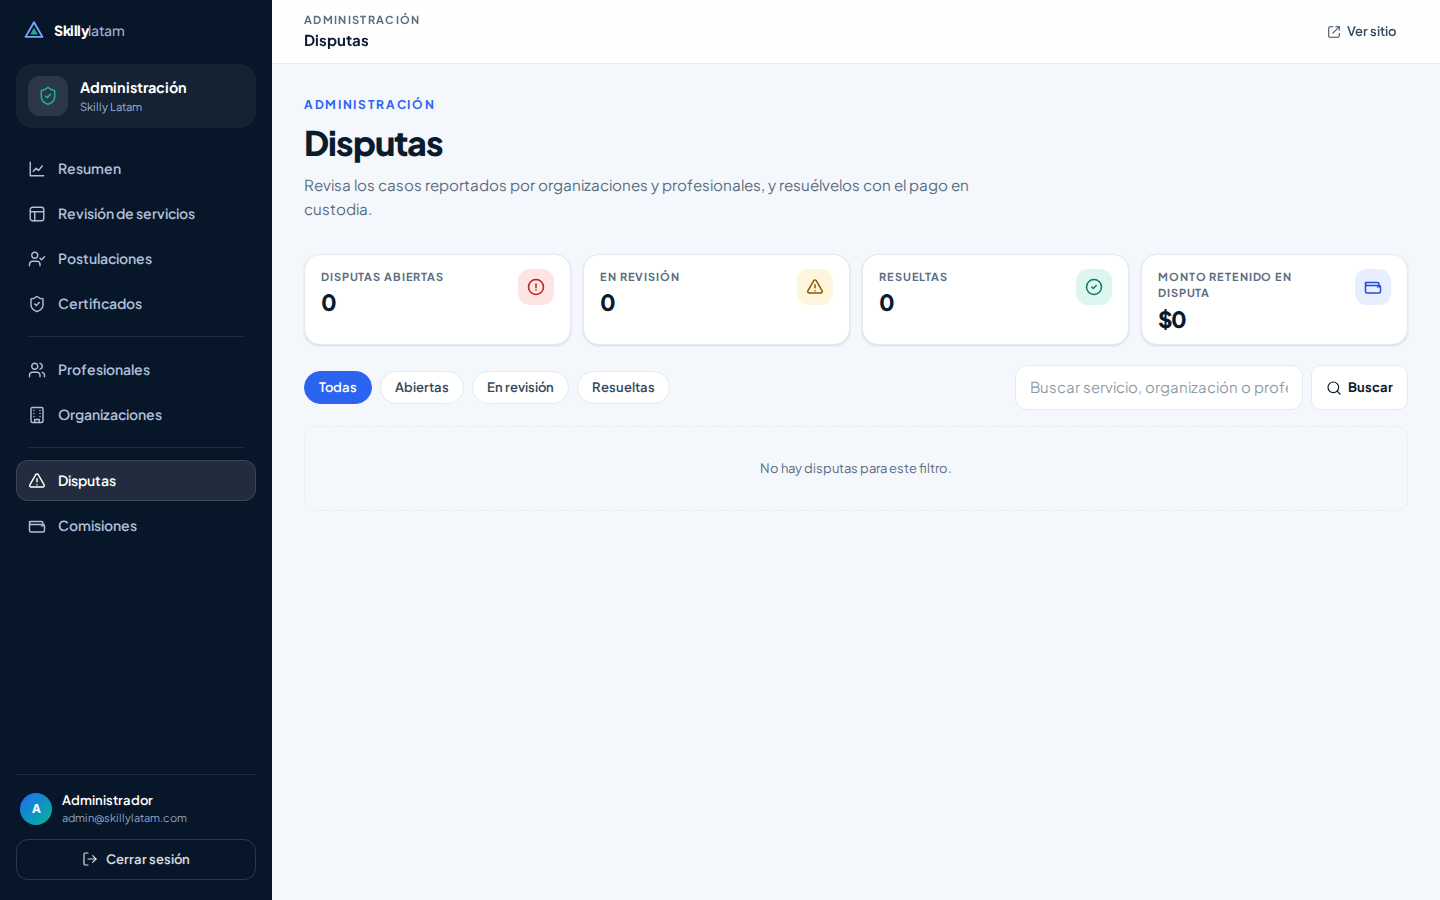 Skillylatam
Administración
Skilly Latam
Resumen
Revisión de servicios
Postulaciones
Certificados
Profesionales
Organizaciones
Disputas
Comisiones
A
Administrador
admin@skillylatam.com
Cerrar sesión
ADMINISTRACIÓN
Disputas
Ver sitio
ADMINISTRACIÓN
Disputas
Revisa los casos reportados por organizaciones y profesionales, y resuélvelos con el pago en
custodia.
DISPUTAS ABIERTAS
0
EN REVISIÓN
0
RESUELTAS
0
MONTO RETENIDO EN
DISPUTA
$0
Todas
Abiertas
En revisión
Resueltas
Buscar servicio, organización o profe
Buscar
No hay disputas para este filtro.